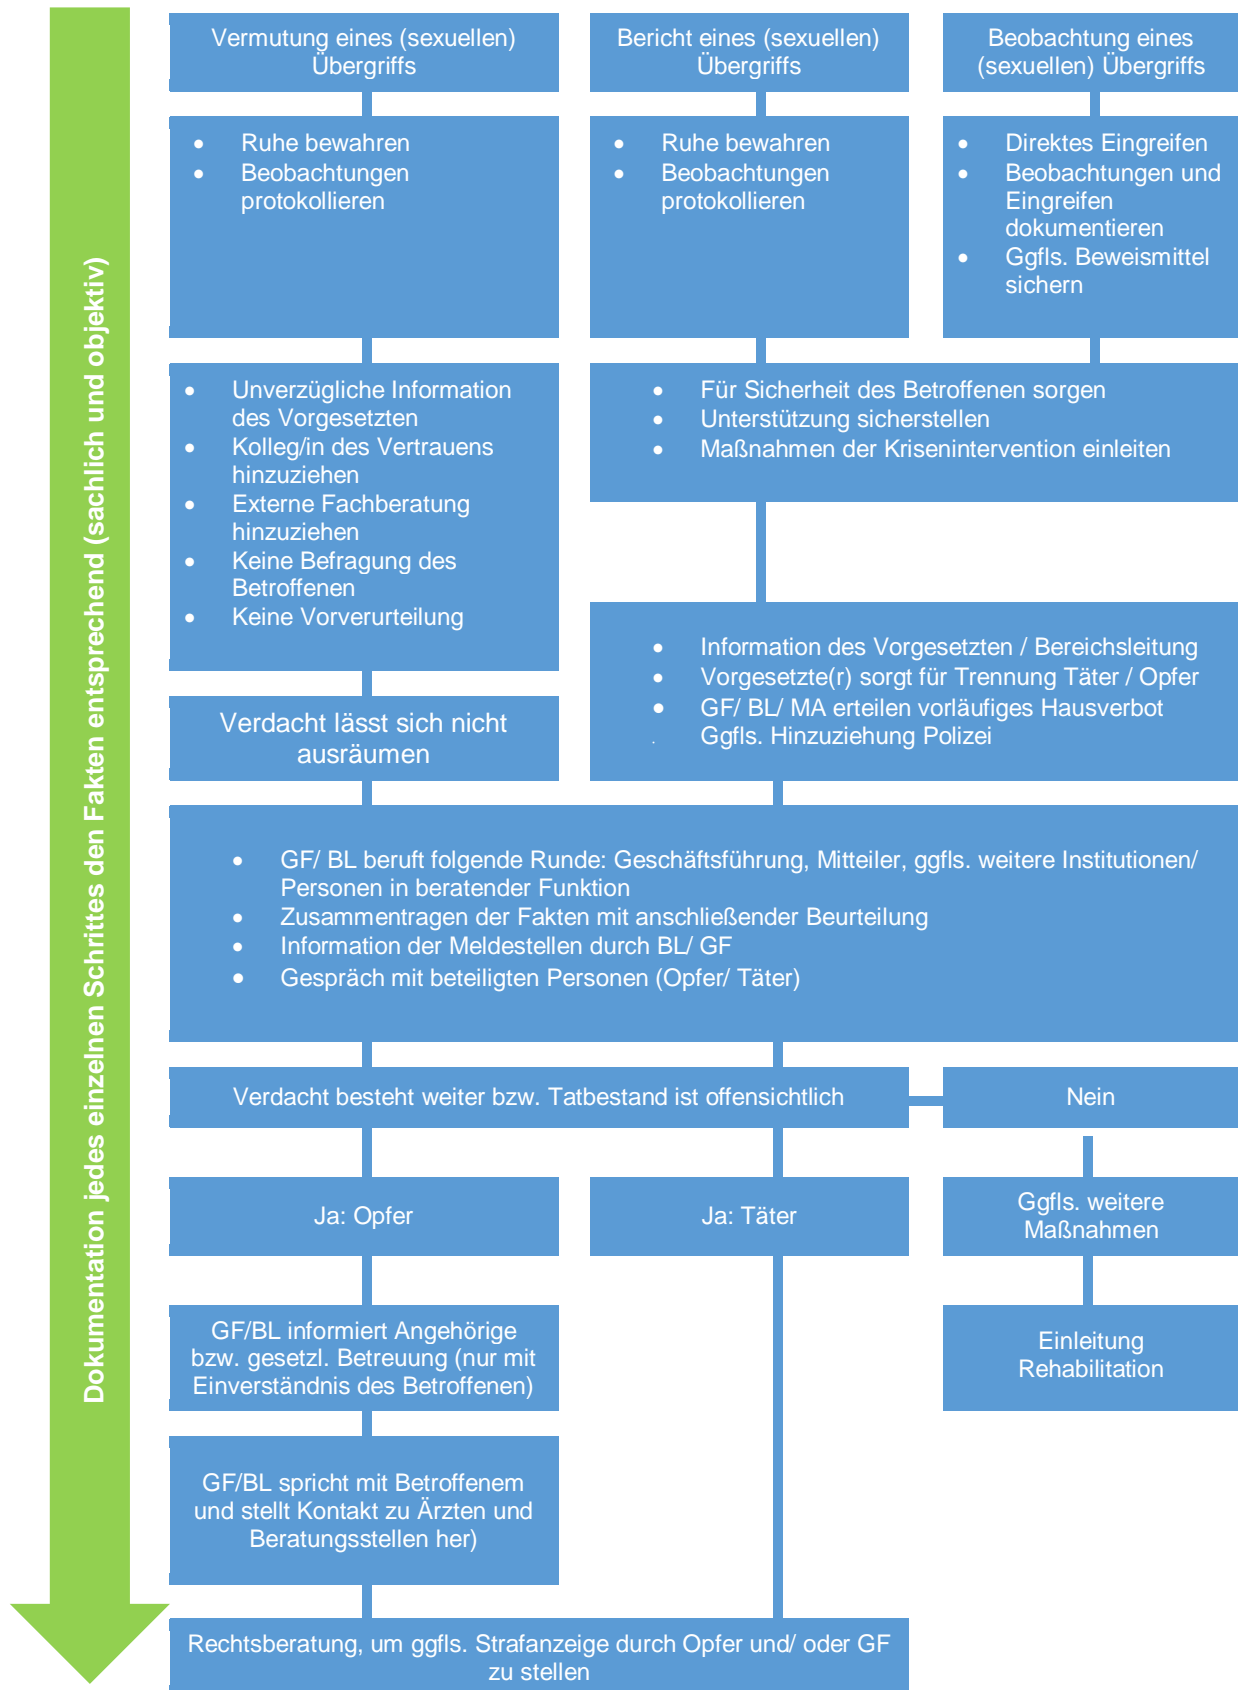 Dokumentation jedes einzelnen Schrittes den Fakten entsprechend (sachlich und objektiv)
Vermutung eines (sexuellen)
Übergriffs
Bericht eines (sexuellen)
Übergriffs
Beobachtung eines
(sexuellen) Übergriffs
• Ruhe bewahren
• Beobachtungen
protokollieren
• Ruhe bewahren
• Beobachtungen
protokollieren
• Direktes Eingreifen
• Beobachtungen und
Eingreifen
dokumentieren
• Ggfls. Beweismittel
sichern
• Unverzügliche Information
des Vorgesetzten
• Kolleg/in des Vertrauens
hinzuziehen
• Externe Fachberatung
hinzuziehen
• Keine Befragung des
Betroffenen
• Keine Vorverurteilung
• Für Sicherheit des Betroffenen sorgen
• Unterstützung sicherstellen
• Maßnahmen der Krisenintervention einleiten
• Information des Vorgesetzten / Bereichsleitung
• Vorgesetzte(r) sorgt für Trennung Täter / Opfer
• GF/ BL/ MA erteilen vorläufiges Hausverbot
. Ggfls. Hinzuziehung Polizei
Verdacht lässt sich nicht
ausräumen
• GF/ BL beruft folgende Runde: Geschäftsführung, Mitteiler, ggfls. weitere Institutionen/
Personen in beratender Funktion
• Zusammentragen der Fakten mit anschließender Beurteilung
• Information der Meldestellen durch BL/ GF
• Gespräch mit beteiligten Personen (Opfer/ Täter)
Verdacht besteht weiter bzw. Tatbestand ist offensichtlich
Nein
Ja: Opfer
Ja: Täter
Ggfls. weitere
Maßnahmen
GF/BL informiert Angehörige
bzw. gesetzl. Betreuung (nur mit
Einverständnis des Betroffenen)
Einleitung
Rehabilitation
GF/BL spricht mit Betroffenem
und stellt Kontakt zu Ärzten und
Beratungsstellen her)
Rechtsberatung, um ggfls. Strafanzeige durch Opfer und/ oder GF
zu stellen